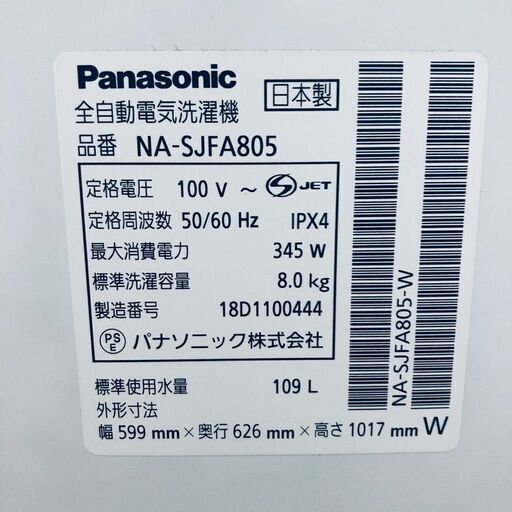 Panasonic
日本製
全自動電気洗濯機
品番 NA-SJFA805
定格電圧 100 V ~ S JET
定格周波数 50/60 Hz IPX4
最大消費電力 345 W
標準洗濯容量 8.0 kg
製造番号 18D1100444
PS E パナソニック株式会社
標準使用水量 109 L
外形寸法
幅 599 mm × 奥行 626 mm × 高さ 1017 mm W
NA-SJFA805-W